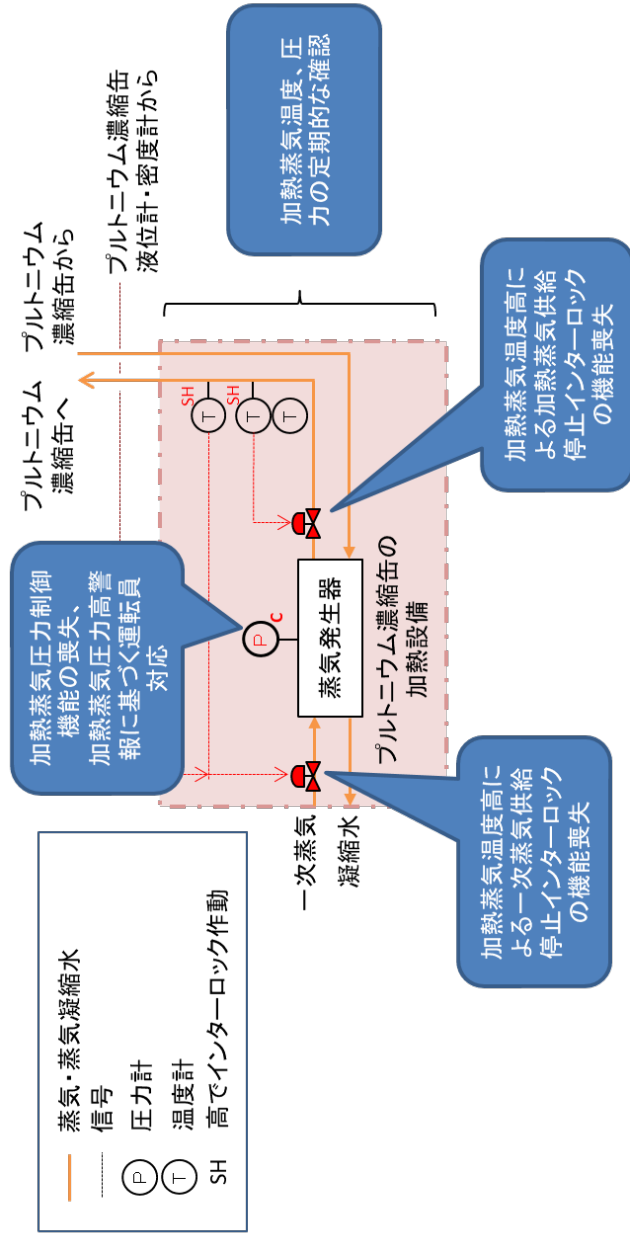 蒸気・蒸気凝縮水
信号
P
圧力計
T
温度計
SH
高でインターロック作動
加熱蒸気圧力制御
機能の喪失、
加熱蒸気圧力高警
報に基づく運転員
対応
プルトニウム
濃縮缶へ
プルトニウム
濃縮缶から
プルトニウム濃縮缶
液位計・密度計から
P
C
SH
T
SH
T
T
一次蒸気
凝縮水
蒸気発生器
プルトニウム濃縮缶の
加熱設備
加熱蒸気温度、圧
力の定期的な確認
加熱蒸気温度高に
よる一次蒸気供給
停止インターロック
の機能喪失
加熱蒸気温度高に
よる加熱蒸気供給
停止インターロック
の機能喪失